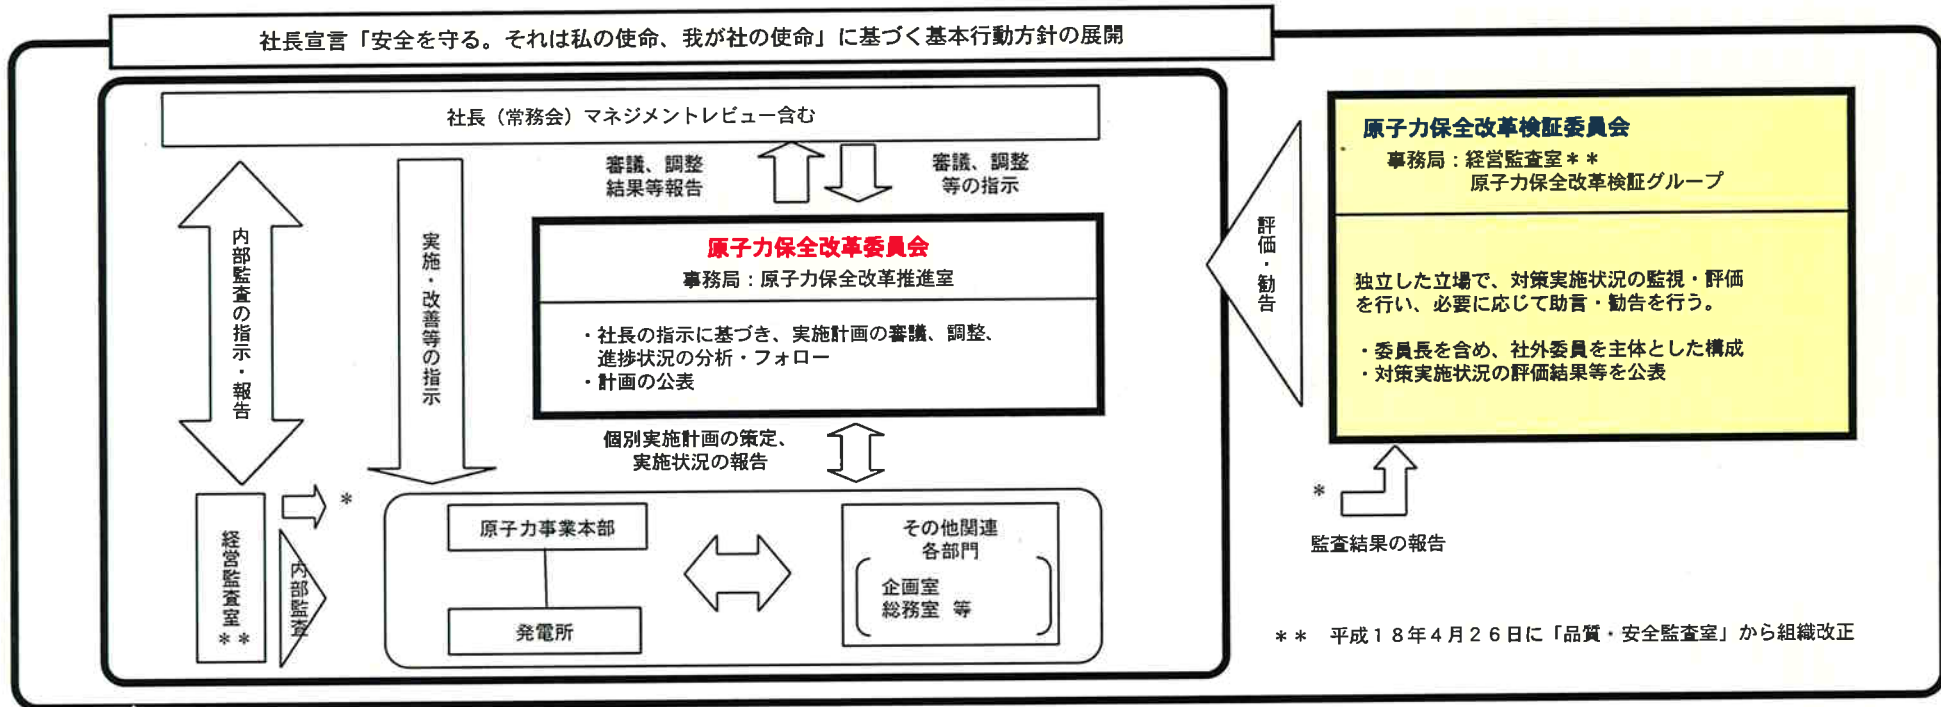 社長宣言「安全を守る。それは私の使命、我が社の使命」に基づく基本行動方針の展開
社長（常務会）マネジメントレビュー含む
審議、調整
結果等報告
審議、調整
等の指示
内部監査の指示・報告
実施・改善等の指示
原子力保全改革委員会
事務局：原子力保全改革推進室
・社長の指示に基づき、実施計画の審議、調整、
進捗状況の分析・フォロー
・計画の公表
個別実施計画の策定、
実施状況の報告
経営監査室
＊＊
＊
内部監査
原子力事業本部
発電所
その他関連
各部門
企画室
総務室 等
評価・勧告
原子力保全改革検証委員会
事務局：経営監査室＊＊
原子力保全改革検証グループ
独立した立場で、対策実施状況の監視・評価
を行い、必要に応じて助言・勧告を行う。
・委員長を含め、社外委員を主体とした構成
・対策実施状況の評価結果等を公表
＊
監査結果の報告
＊＊　平成１８年４月２６日に「品質・安全監査室」から組織改正